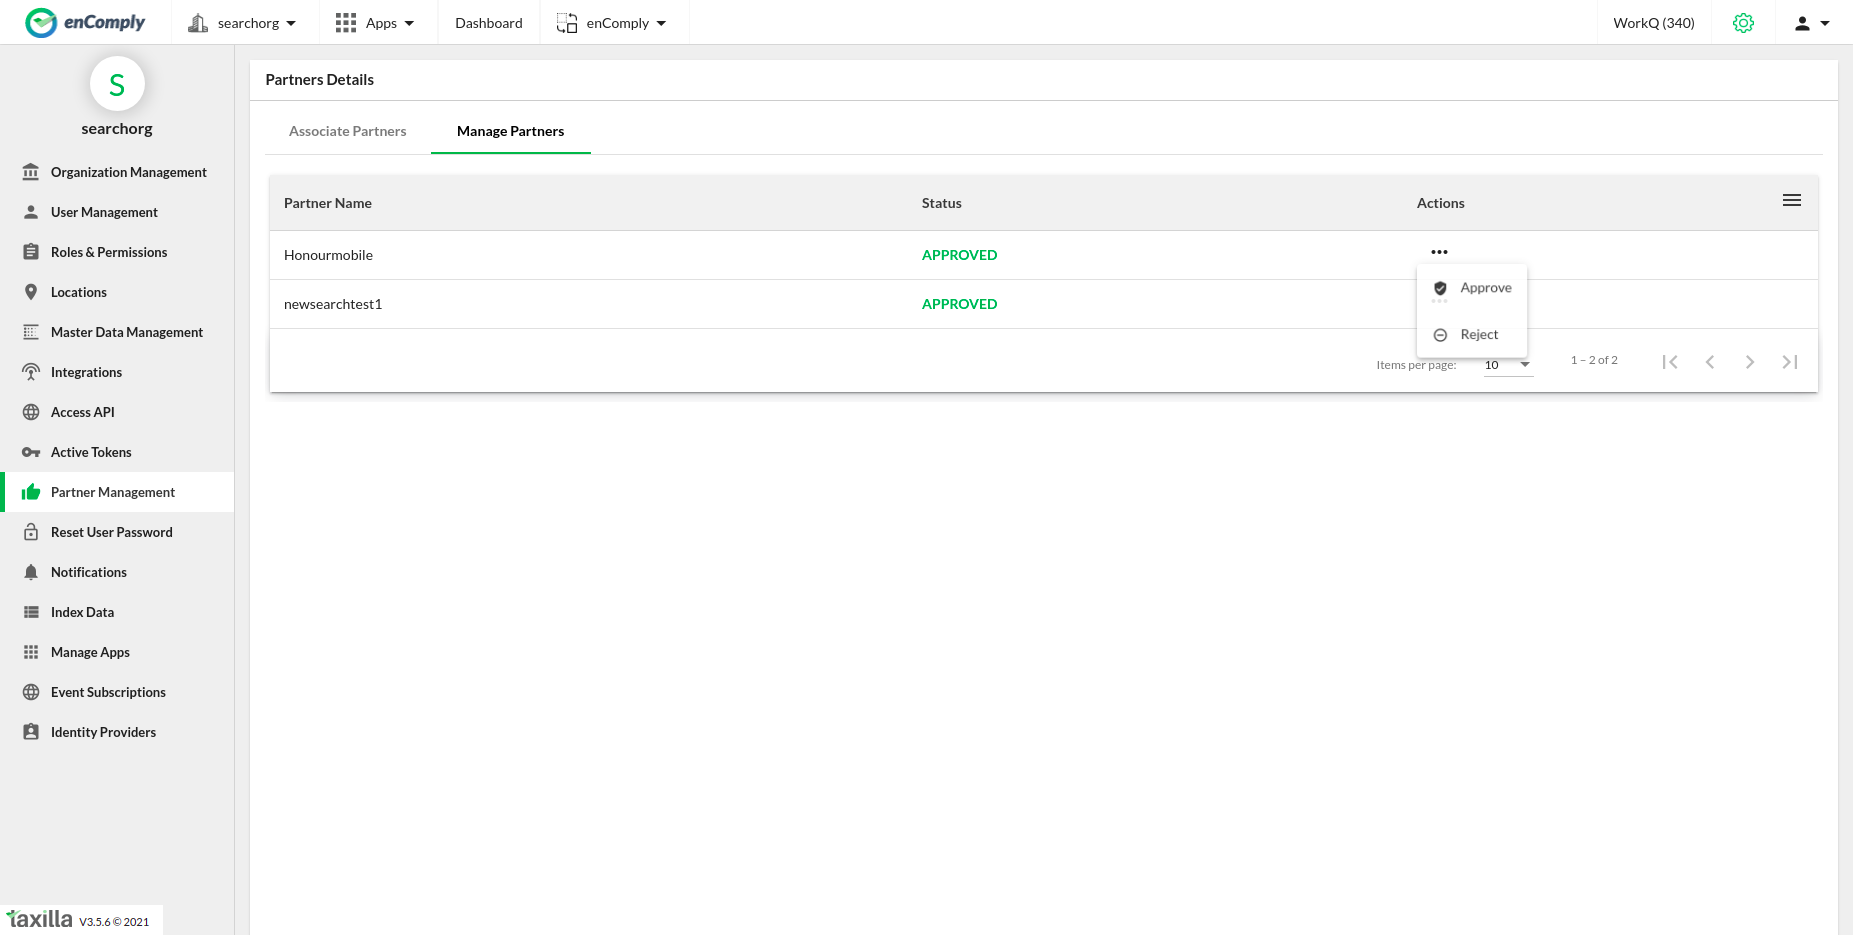 enComply
searchorg
Apps
Dashboard
enComply
WorkQ (340)
S
searchorg
Organization Management
User Management
Roles & Permissions
Locations
Master Data Management
Integrations
Access API
Active Tokens
Partner Management
Reset User Password
Notifications
Index Data
Manage Apps
Event Subscriptions
Identity Providers
taxilla V3.5.6 © 2021
Partners Details
Associate Partners Manage Partners
Partner Name Status Actions
Honourmobile APPROVED
newsearchtest1 APPROVED
Approve
Reject
Items per page: 10 1 – 2 of 2